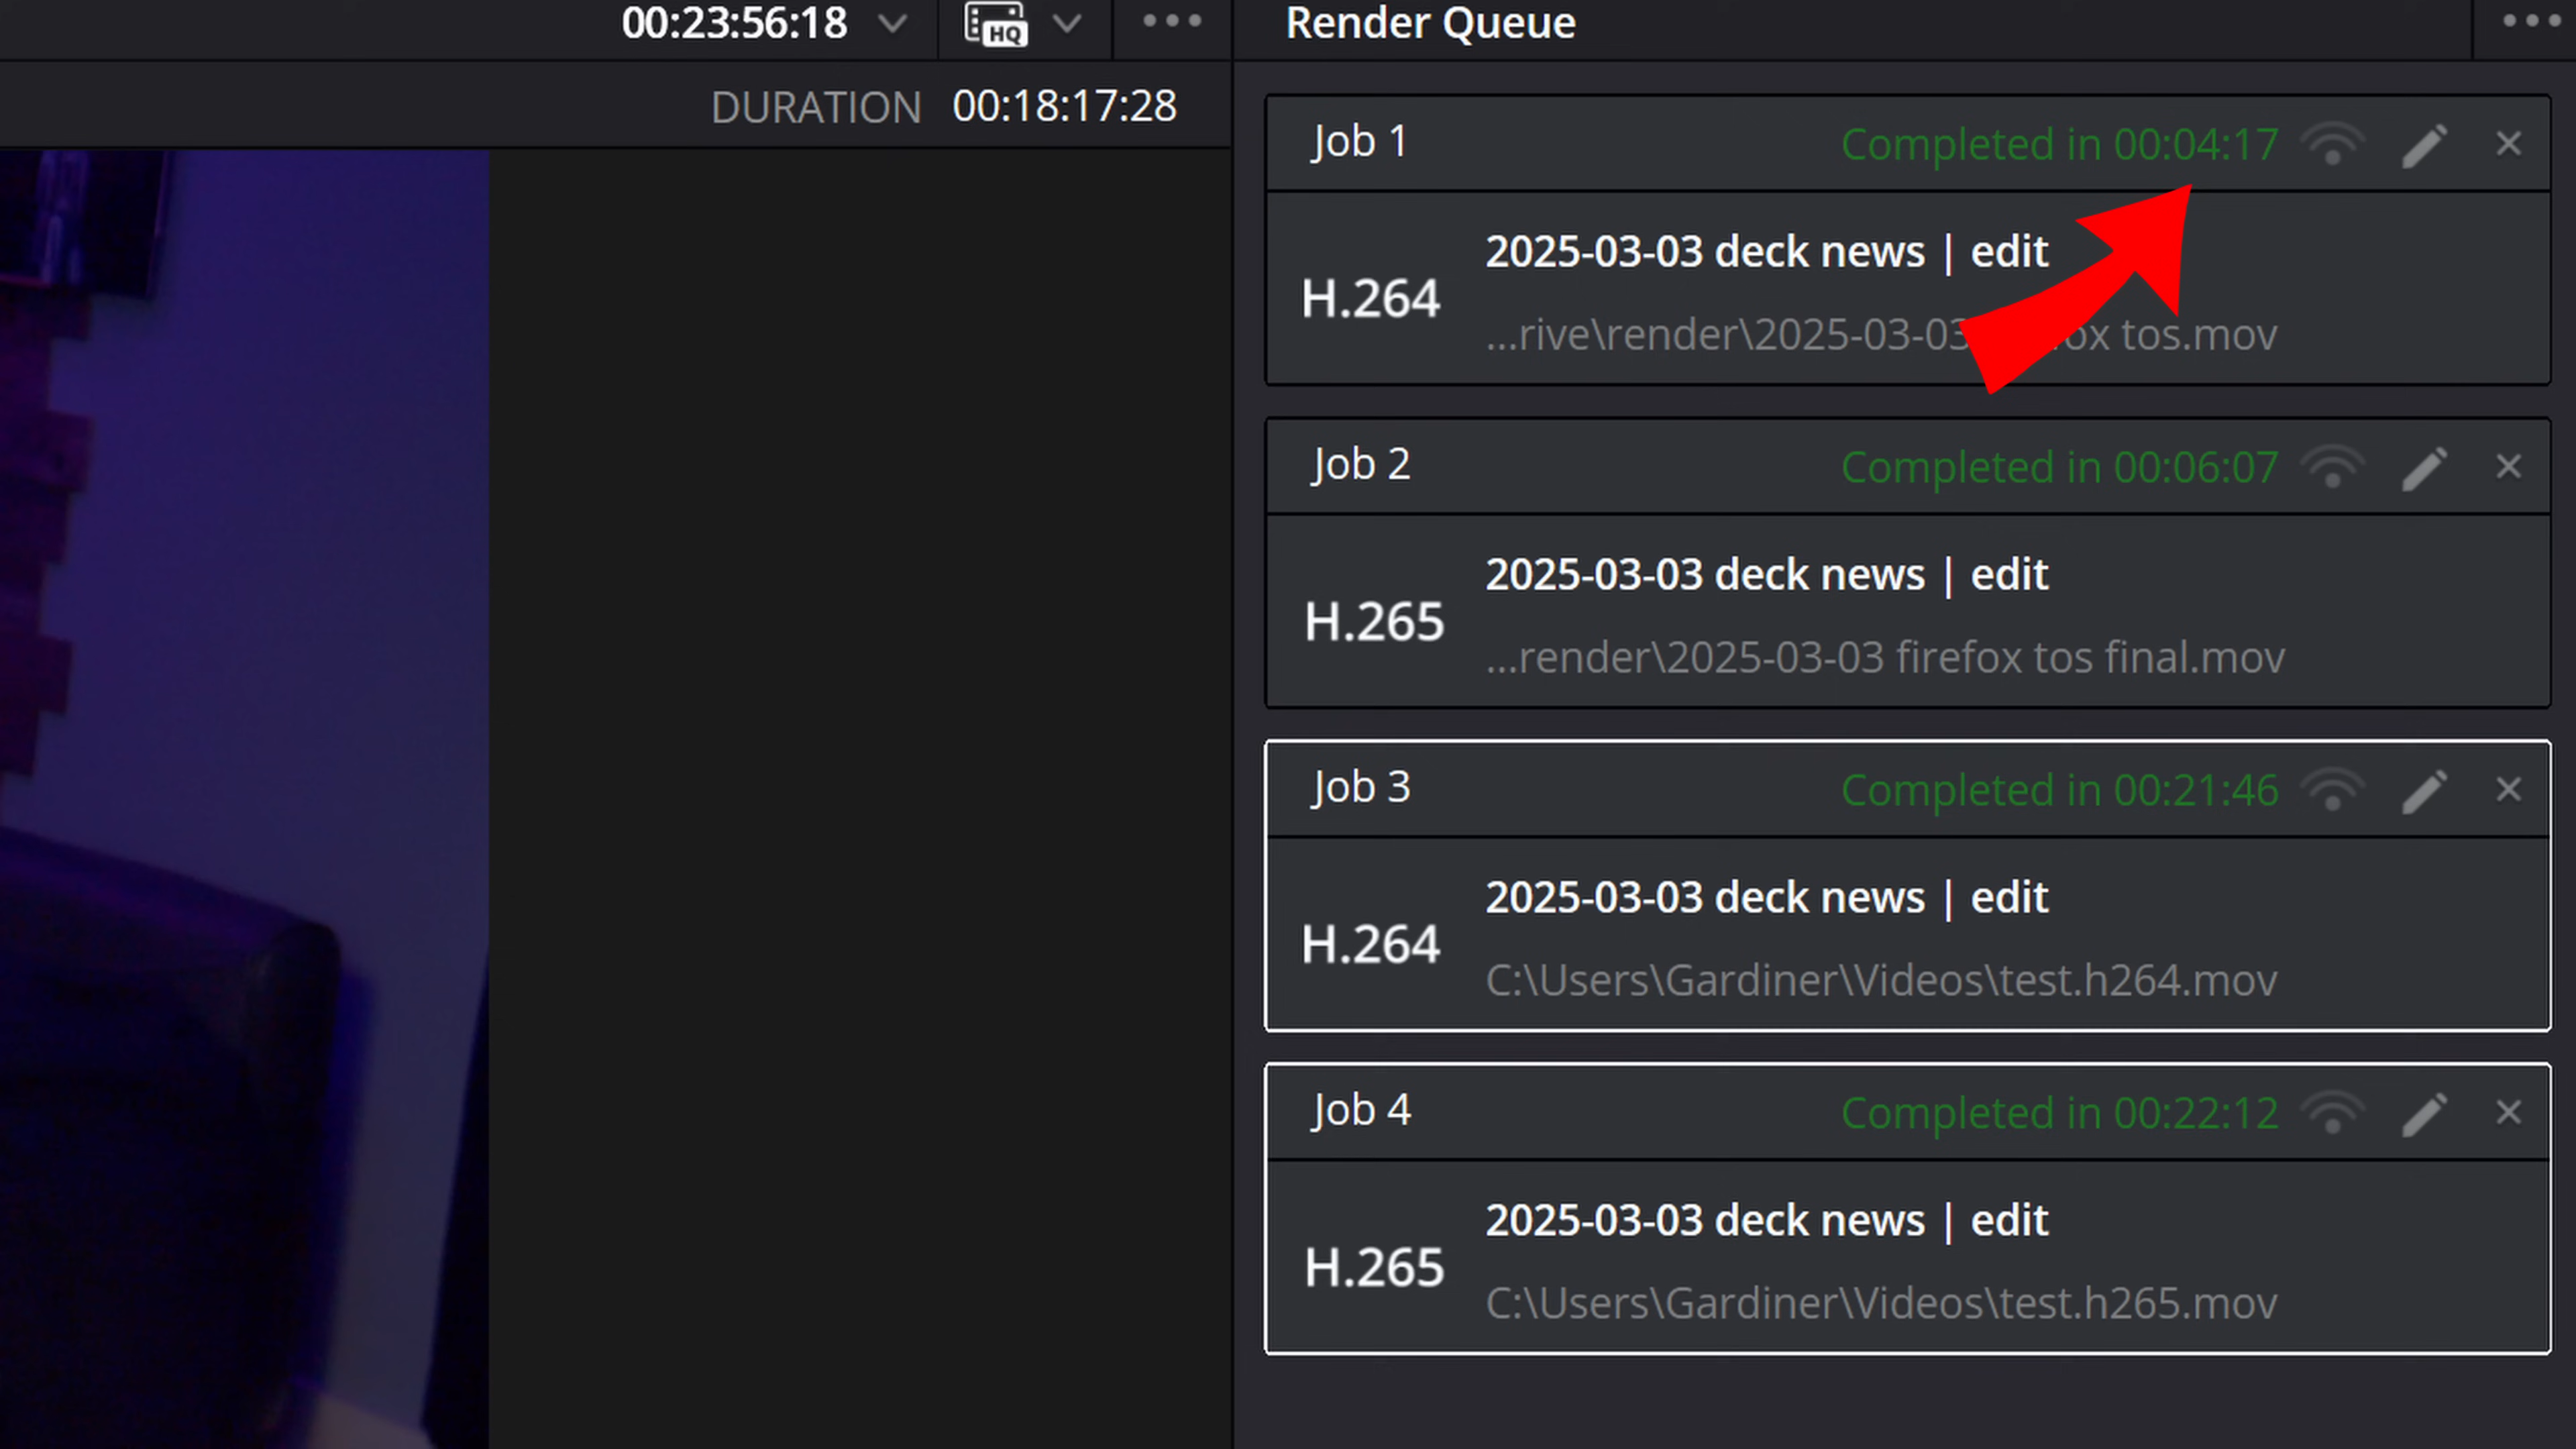 00:23:56:18
HQ
Render Queue
DURATION 00:18:17:28
Job 1
Completed in 00:04:17
2025-03-03 deck news | edit
H.264
...rive\render\2025-03-03 ox tos.mov
Job 2
Completed in 00:06:07
2025-03-03 deck news | edit
H.265
...render\2025-03-03 firefox tos final.mov
Job 3
Completed in 00:21:46
2025-03-03 deck news | edit
H.264
C:\Users\Gardiner\Videos\test.h264.mov
Job 4
Completed in 00:22:12
2025-03-03 deck news | edit
H.265
C:\Users\Gardiner\Videos\test.h265.mov